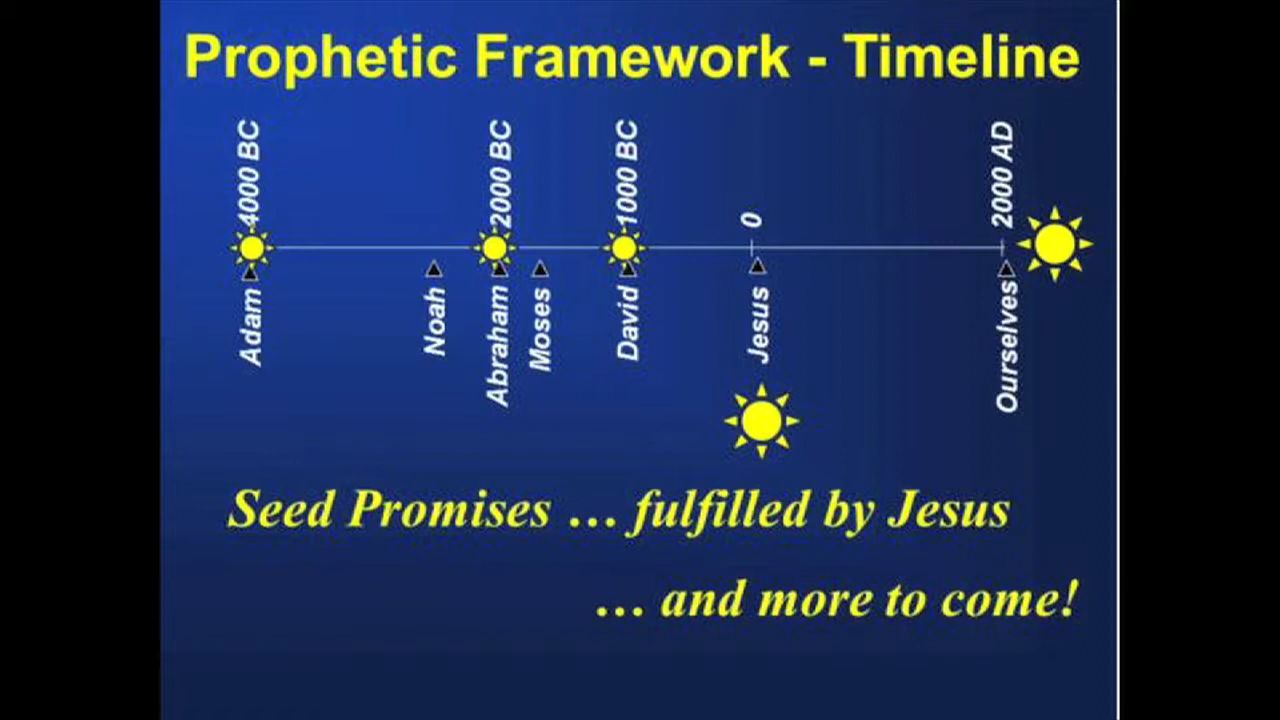 Prophetic Framework - Timeline
4000 BC
2000 BC
1000 BC
0
2000 AD
Adam
Noah
Abraham
Moses
David
Jesus
Ourselves
Seed Promises … fulfilled by Jesus
… and more to come!